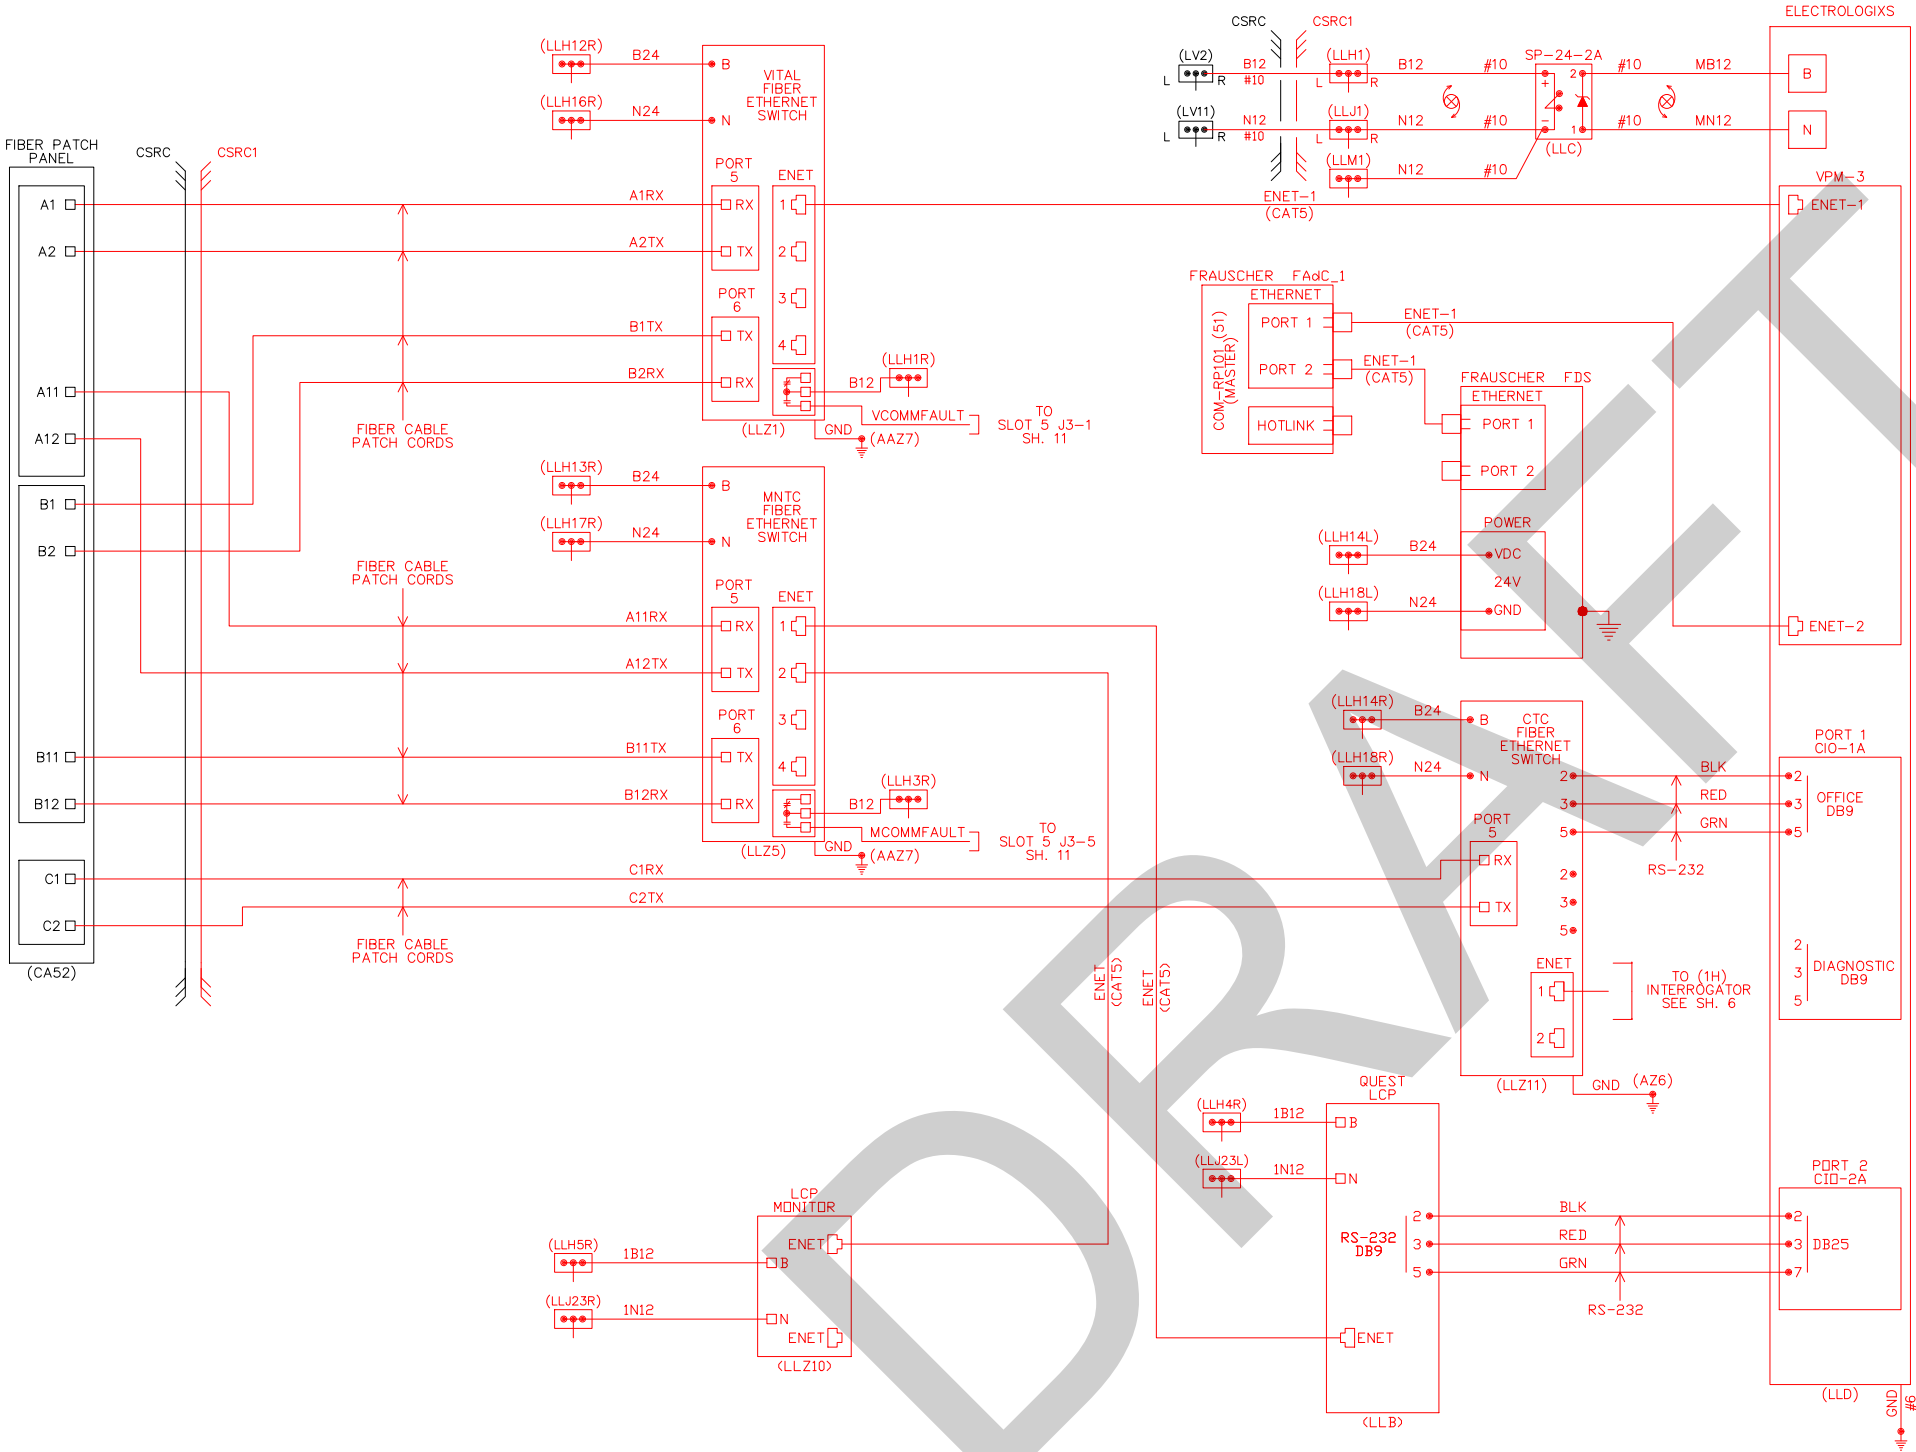 FIBER PATCH
PANEL
A1
A2
A11
A12
B1
B2
B11
B12
C1
C2
(CA52)
CSRC
CSRC1
FIBER CABLE
PATCH CORDS
FIBER CABLE
PATCH CORDS
FIBER CABLE
PATCH CORDS
(LLH12R)
B24
(LLH16R)
N24
A1RX
A2TX
B1TX
B2RX
B
N
VITAL
FIBER
ETHERNET
SWITCH
PORT
5
RX
TX
PORT
6
TX
RX
ENET
1
2
3
4
(LLZ1)
B12
(LLH1R)
VCOMMFAULT
GND
(AAZ7)
TO
SLOT 5 J3-1
SH. 11
(LLH13R)
B24
(LLH17R)
N24
A11RX
A12TX
B11TX
B12RX
B
N
MNTC
FIBER
ETHERNET
SWITCH
PORT
5
RX
TX
PORT
6
TX
RX
ENET
1
2
3
4
(LLZ5)
B12
(LLH3R)
MCOMMFAULT
GND
(AAZ7)
TO
SLOT 5 J3-5
SH. 11
C1RX
C2TX
ENET
(CAT5)
ENET
(CAT5)
(LLH5R)
1B12
(LLJ23R)
1N12
LCP
MONITOR
ENET
B
N
ENET
(LLZ10)
CSRC
CSRC1
(LV2)
L
R
B12
#10
(LLH1)
L
R
B12
#10
SP-24-2A
2
+
#10
MB12
(LV11)
L
R
N12
#10
(LLJ1)
L
R
N12
#10
-
1
#10
MN12
(LLC)
(LLM1)
N12
#10
ENET-1
(CAT5)
ELECTROLOGIXS
B
N
VPM-3
ENET-1
ENET-2
FRAUSCHER FAdC_1
ETHERNET
PORT 1
PORT 2
HOTLINK
COM-RP101 (51)
(MASTER)
ENET-1
(CAT5)
ENET-1
(CAT5)
FRAUSCHER FDS
ETHERNET
PORT 1
PORT 2
POWER
VDC
24V
GND
(LLH14L)
B24
(LLH18L)
N24
(LLH14R)
B24
(LLH18R)
N24
B
N
CTC
FIBER
ETHERNET
SWITCH
2
3
5
PORT
5
RX
TX
2
3
5
ENET
1
2
(LLZ11)
GND
(AZ6)
BLK
RED
GRN
RS-232
TO (1H)
INTERROGATOR
SEE SH. 6
PORT 1
CIO-1A
2
3
5
OFFICE
DB9
2
3
5
DIAGNOSTIC
DB9
QUEST
LCP
(LLH4R)
1B12
(LLJ23L)
1N12
B
N
RS-232
DB9
2
3
5
ENET
(LLB)
BLK
RED
GRN
RS-232
PORT 2
CIO-2A
2
3
7
DB25
(LLD)
GND
#6
DRAFT